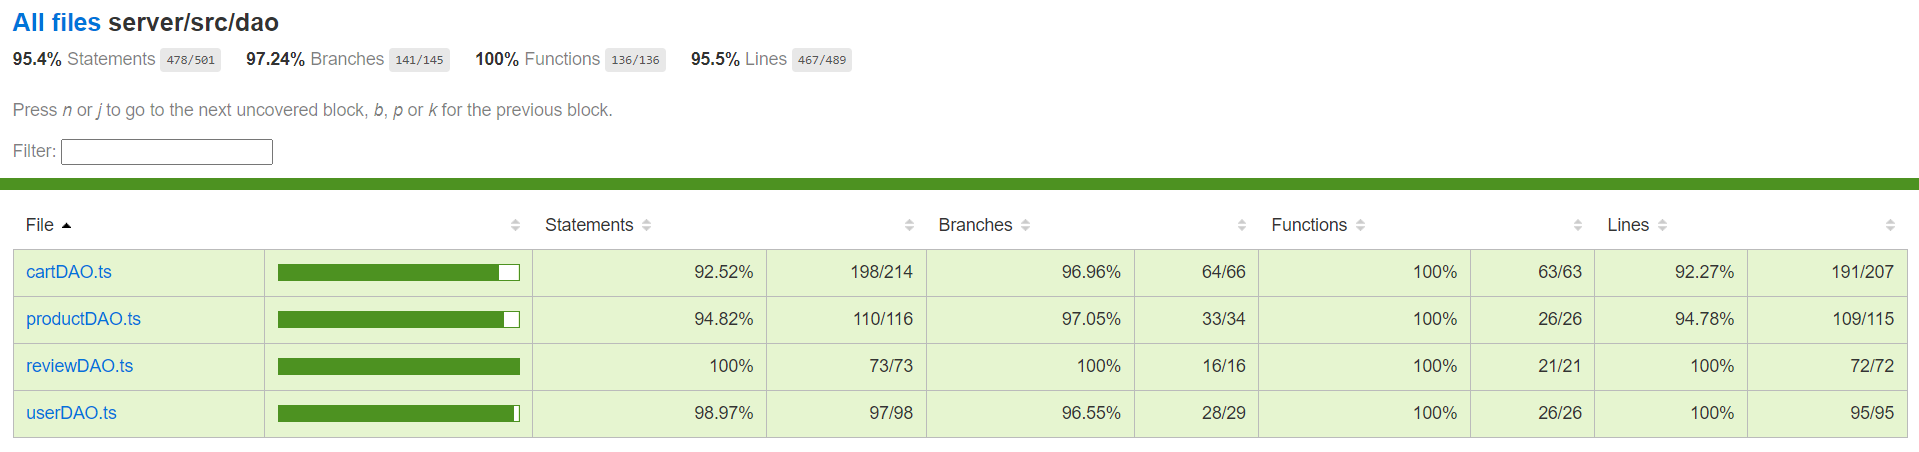 All files server/src/dao
95.4% Statements 478/501 97.24% Branches 141/145 100% Functions 136/136 95.5% Lines 467/489
Press n or j to go to the next uncovered block, b, p or k for the previous block.
Filter:
File Statements Branches Functions Lines
cartDAO.ts 92.52% 198/214 96.96% 64/66 100% 63/63 92.27% 191/207
productDAO.ts 94.82% 110/116 97.05% 33/34 100% 26/26 94.78% 109/115
reviewDAO.ts 100% 73/73 100% 16/16 100% 21/21 100% 72/72
userDAO.ts 98.97% 97/98 96.55% 28/29 100% 26/26 100% 95/95